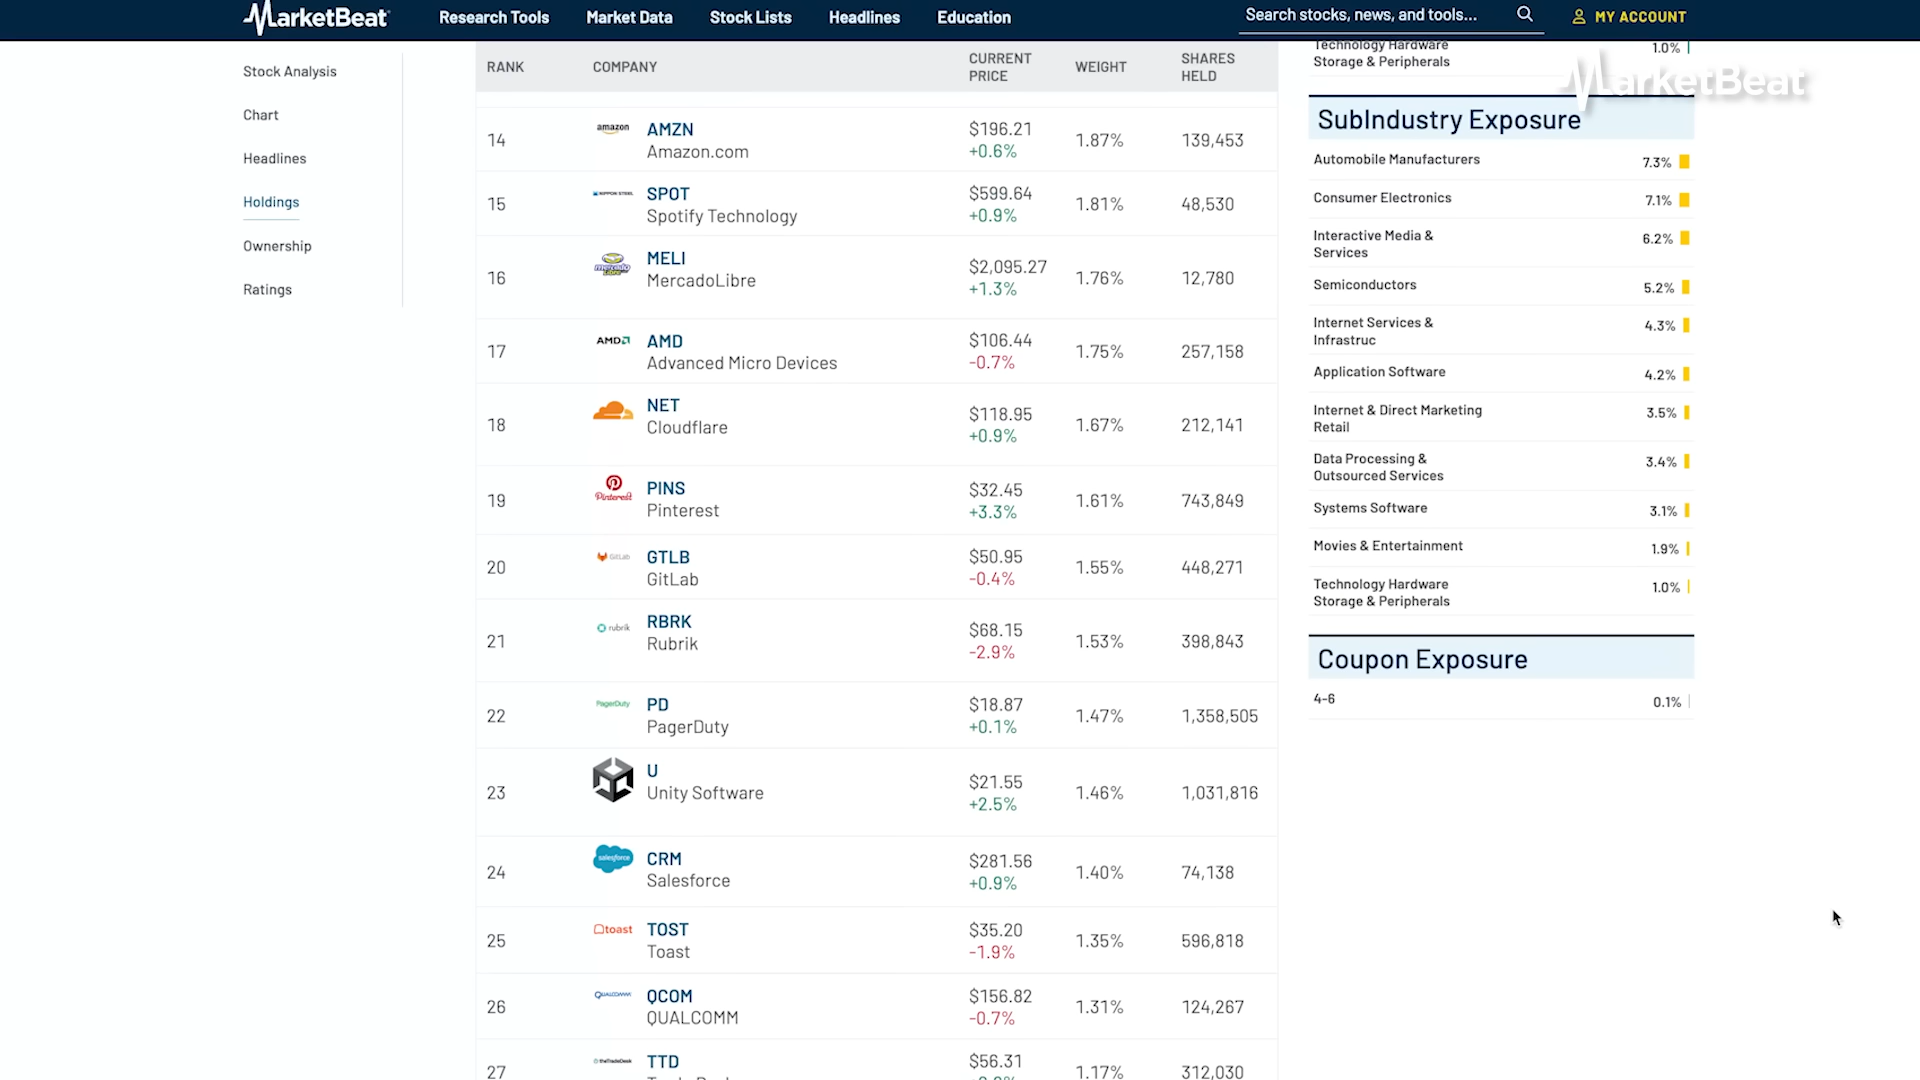 MarketBeat
Research Tools
Market Data
Stock Lists
Headlines
Education
Search stocks, news, and tools...
MY ACCOUNT
MarketBeat
Stock Analysis
Chart
Headlines
Holdings
Ownership
Ratings
RANK COMPANY CURRENT PRICE WEIGHT SHARES HELD
14 amazon AMZN $196.21 1.87% 139,453
Amazon.com +0.6%
15 NIPPON STEEL SPOT $599.64 1.81% 48,530
Spotify Technology +0.9%
16 mercado libre MELI $2,095.27 1.76% 12,780
MercadoLibre +1.3%
17 AMD AMD $106.44 1.75% 257,158
Advanced Micro Devices -0.7%
18 NET $118.95 1.67% 212,141
Cloudflare +0.9%
19 Pinterest PINS $32.45 1.61% 743,849
Pinterest +3.3%
20 GitLab GTLB $50.95 1.55% 448,271
GitLab -0.4%
21 rubrik RBRK $68.15 1.53% 398,843
Rubrik -2.9%
22 PagerDuty PD $18.87 1.47% 1,358,505
PagerDuty +0.1%
23 U $21.55 1.46% 1,031,816
Unity Software +2.5%
24 salesforce CRM $281.56 1.40% 74,138
Salesforce +0.9%
25 toast TOST $35.20 1.35% 596,818
Toast -1.9%
26 QUALCOMM QCOM $156.82 1.31% 124,267
QUALCOMM -0.7%
27 theTradeDesk TTD $56.31 1.17% 312,030
Technology Hardware
Storage & Peripherals 1.0%
SubIndustry Exposure
Automobile Manufacturers 7.3%
Consumer Electronics 7.1%
Interactive Media &
Services 6.2%
Semiconductors 5.2%
Internet Services &
Infrastruc 4.3%
Application Software 4.2%
Internet & Direct Marketing
Retail 3.5%
Data Processing &
Outsourced Services 3.4%
Systems Software 3.1%
Movies & Entertainment 1.9%
Technology Hardware
Storage & Peripherals 1.0%
Coupon Exposure
4-6 0.1%